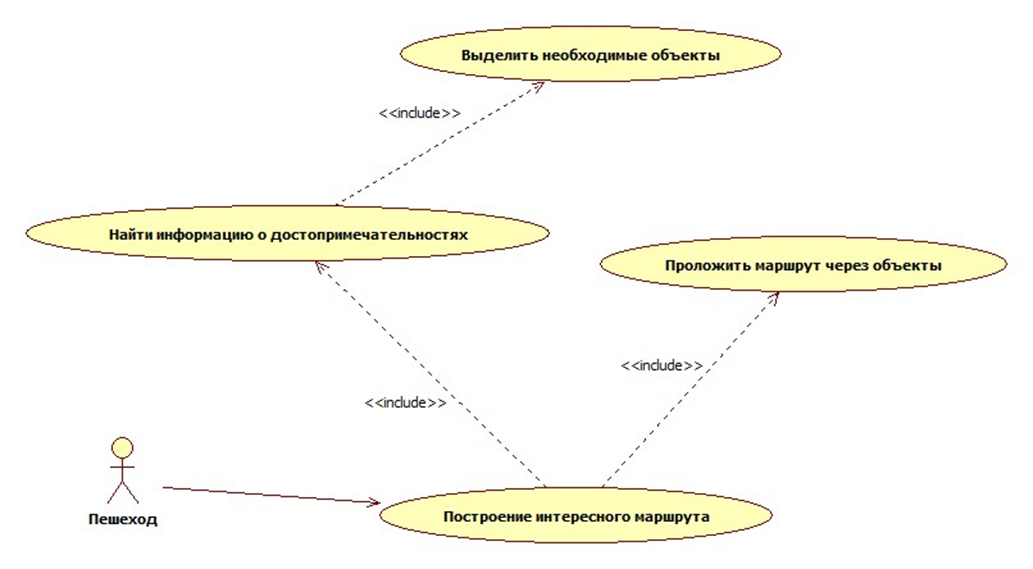 Выделить необходимые объекты
<<include>>
Найти информацию о достопримечательностях
Проложить маршрут через объекты
<<include>>
<<include>>
Пешеход
Построение интересного маршрута